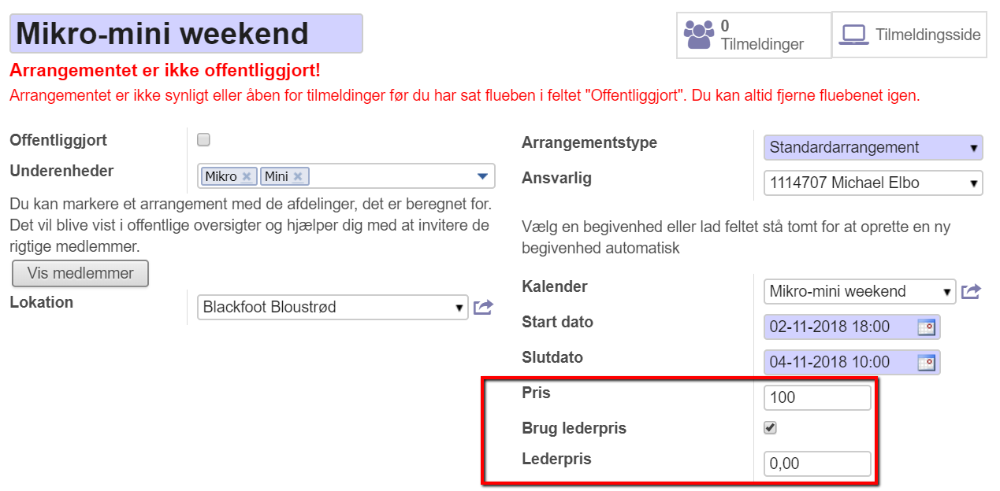 Mikro-mini weekend
0
Tilmeldinger
Tilmeldingsside
Arrangementet er ikke offentliggjort!
Arrangementet er ikke synligt eller åben for tilmeldinger før du har sat flueben i feltet "Offentliggjort". Du kan altid fjerne fluebenet igen.
Offentliggjort
Underenheder
Mikro x Mini x
Du kan markere et arrangement med de afdelinger, det er beregnet for.
Det vil blive vist i offentlige oversigter og hjælper dig med at invitere de
rigtige medlemmer.
Vis medlemmer
Lokation
Blackfoot Bloustrød
Arrangementstype
Standardarrangement
Ansvarlig
1114707 Michael Elbo
Vælg en begivenhed eller lad feltet stå tomt for at oprette en ny
begivenhed automatisk
Kalender
Mikro-mini weekend
Start dato
02-11-2018 18:00
Slutdato
04-11-2018 10:00
Pris
100
Brug lederpris
Lederpris
0,00